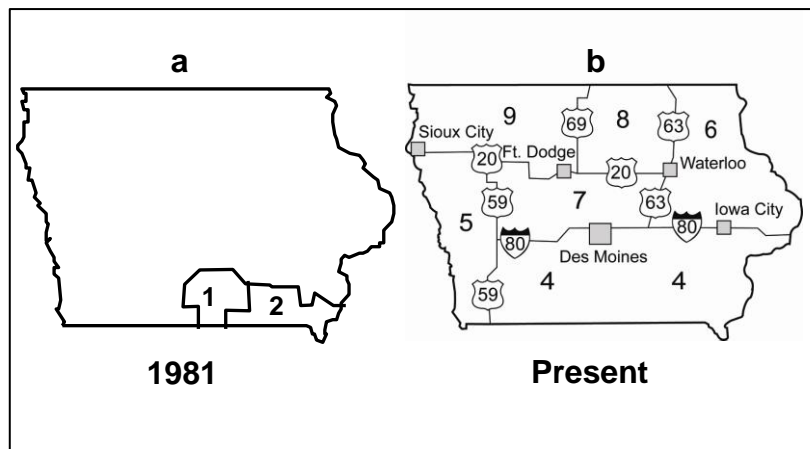 a
1
2
1981
b
9
69
8
63
6
Sioux City
20
Ft. Dodge
20
Waterloo
59
7
63
5
Iowa City
80
80
Des Moines
4
4
59
Present